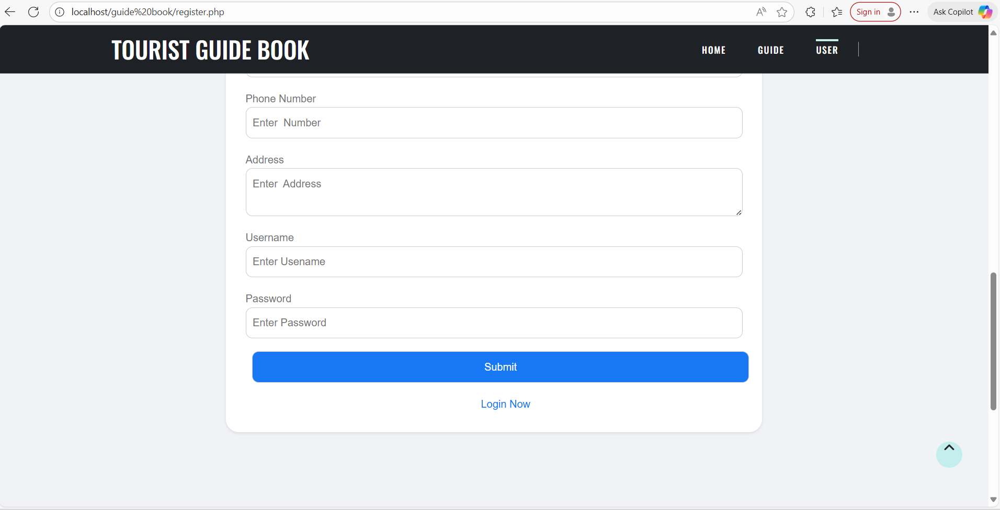 localhost/guide%20book/register.php
Sign in
Ask Copilot
TOURIST GUIDE BOOK
HOME
GUIDE
USER
Phone Number
Enter  Number
Address
Enter  Address
Username
Enter Usename
Password
Enter Password
Submit
Login Now